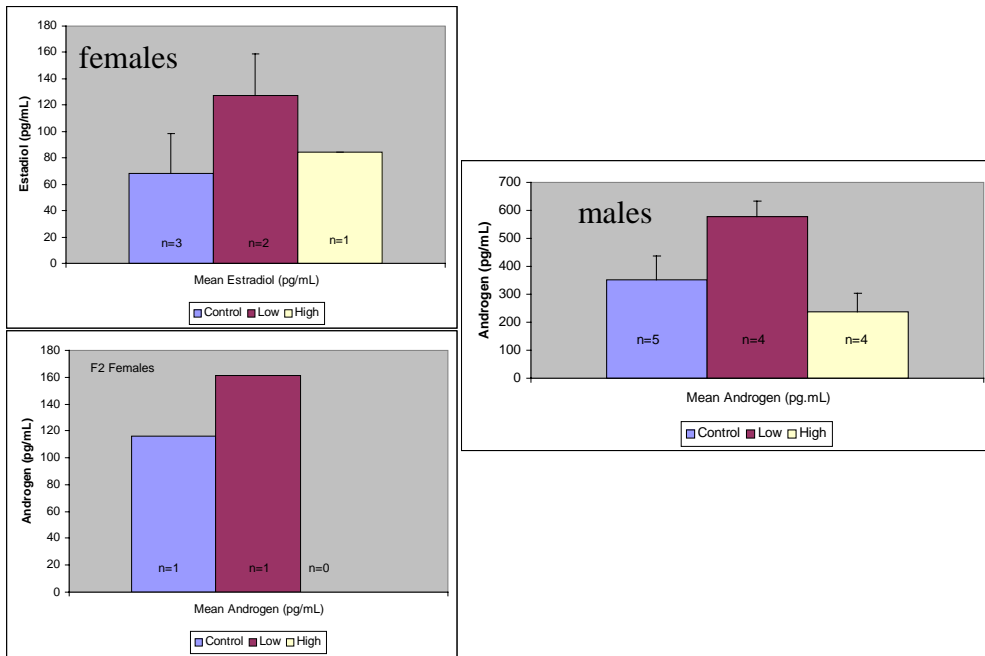 180
160
140
120
100
80
60
40
20
0
Estadiol (pg/mL)
females
n=3
n=2
n=1
Mean Estradiol (pg/mL)
Control Low High
180
160
140
120
100
80
60
40
20
0
Androgen (pg/mL)
F2 Females
n=1
n=1
n=0
Mean Androgen (pg/mL)
Control Low High
700
600
500
400
300
200
100
0
Androgen (pg/mL)
males
n=5
n=4
n=4
Mean Androgen (pg.mL)
Control Low High